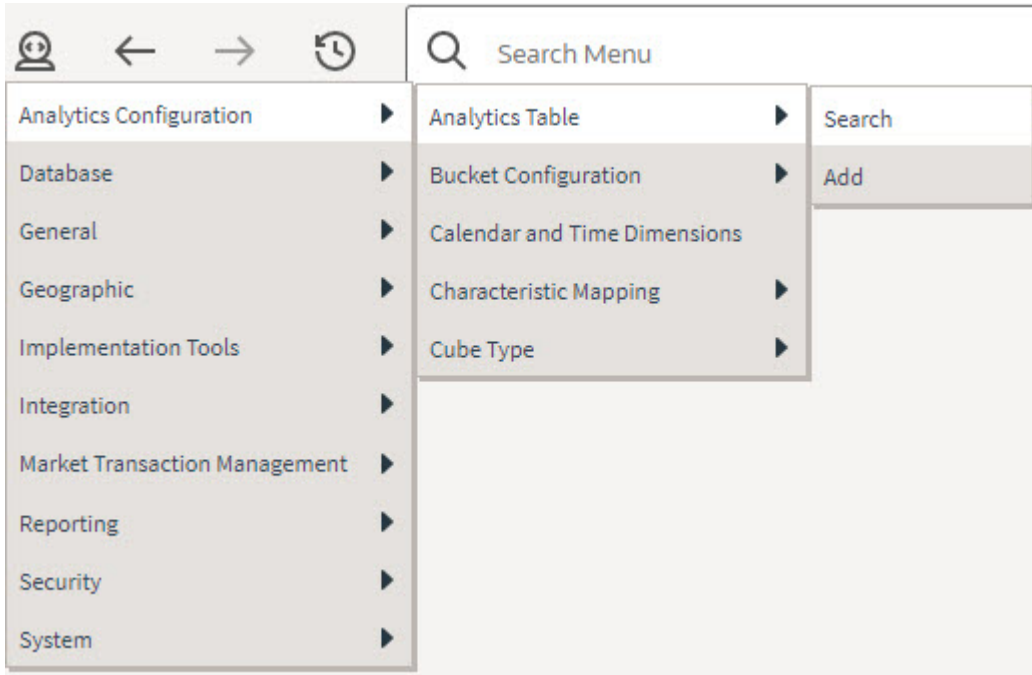 Search Menu
Analytics Configuration
Database
General
Geographic
Implementation Tools
Integration
Market Transaction Management
Reporting
Security
System
Analytics Table
Bucket Configuration
Calendar and Time Dimensions
Characteristic Mapping
Cube Type
Search
Add